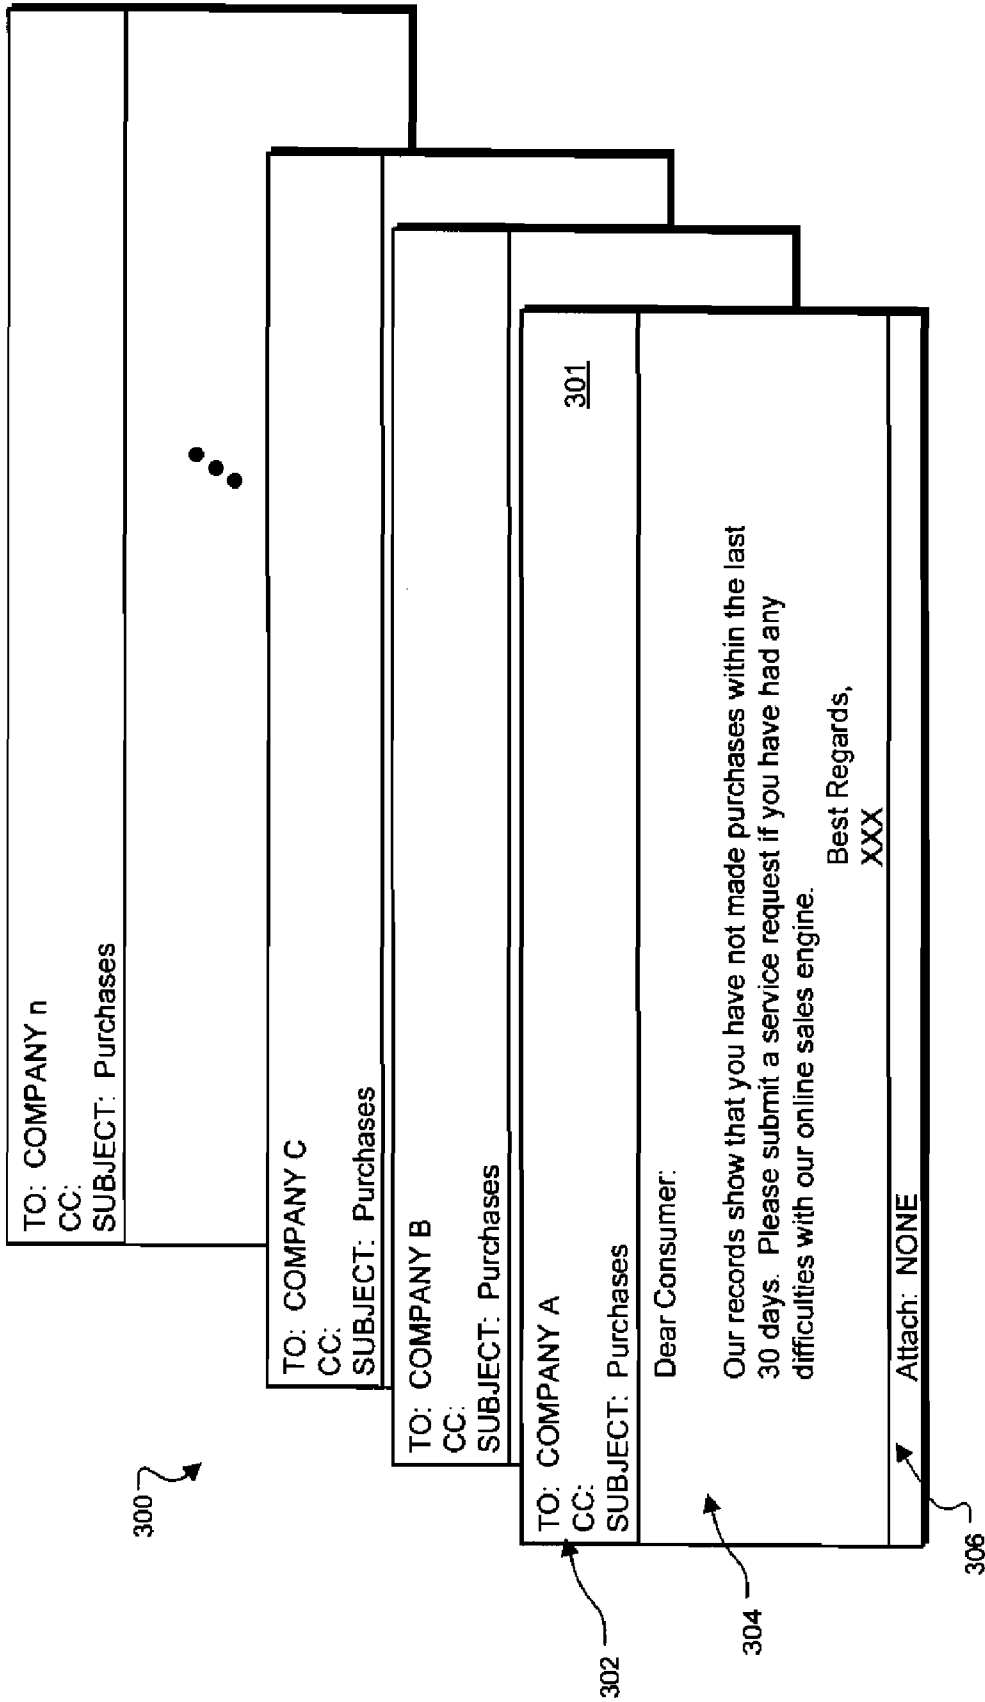 300
TO: COMPANY n
CC:
SUBJECT: Purchases
TO: COMPANY C
CC:
SUBJECT: Purchases
TO: COMPANY B
CC:
SUBJECT: Purchases
302
TO: COMPANY A
CC:
SUBJECT: Purchases
301
304
Dear Consumer:
Our records show that you have not made purchases within the last
30 days. Please submit a service request if you have had any
difficulties with our online sales engine.
Best Regards,
XXX
306
Attach: NONE